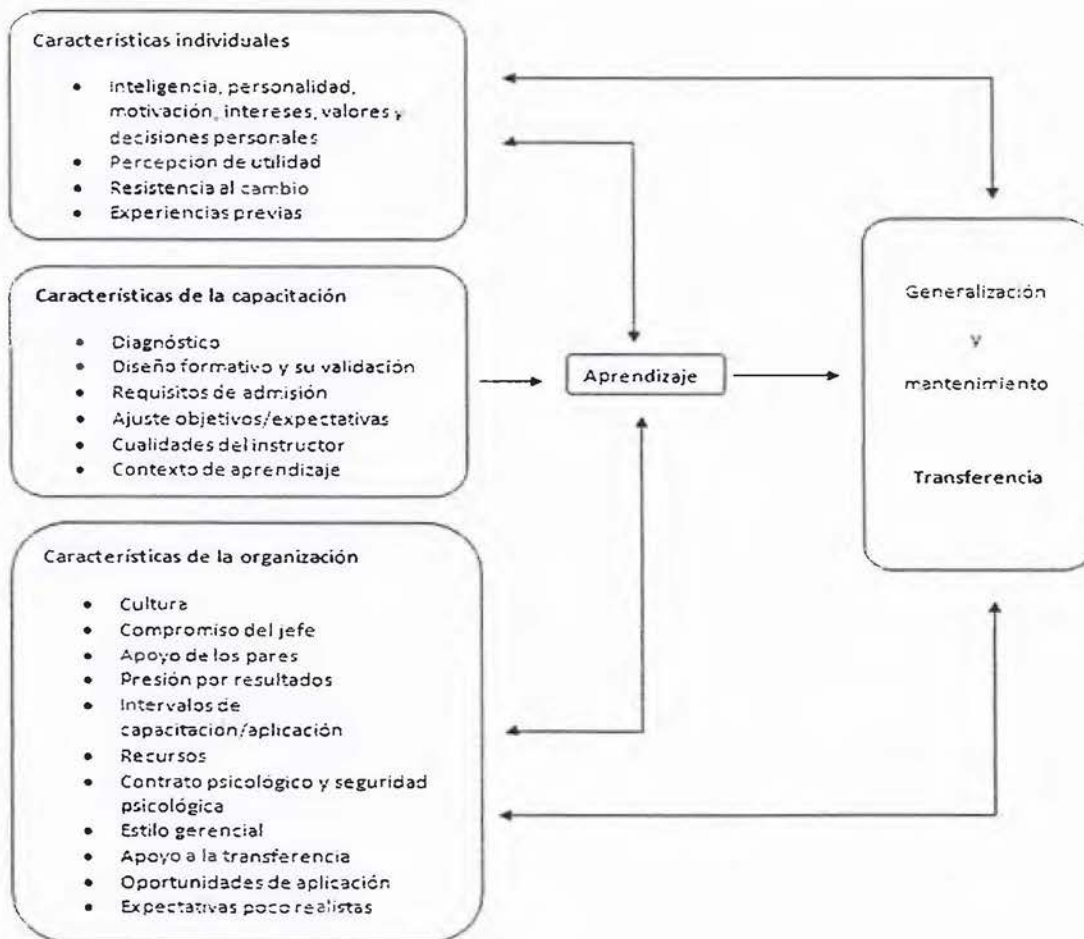 Características individuales
• Inteligencia, personalidad,
motivación, intereses, valores y
decisiones personales
• Percepción de utilidad
• Resistencia al cambio
• Experiencias previas
Características de la capacitación
• Diagnóstico
• Diseño formativo y su validación
• Requisitos de admisión
• Ajuste objetivos/expectativas
• Cualidades del instructor
• Contexto de aprendizaje
Aprendizaje
Generalización
y
mantenimiento
Transferencia
Características de la organización
• Cultura
• Compromiso del jefe
• Apoyo de los pares
• Presión por resultados
• Intervalos de
capacitación/aplicación
• Recursos
• Contrato psicológico y seguridad
psicológica
• Estilo gerencial
• Apoyo a la transferencia
• Oportunidades de aplicación
• Expectativas poco realistas